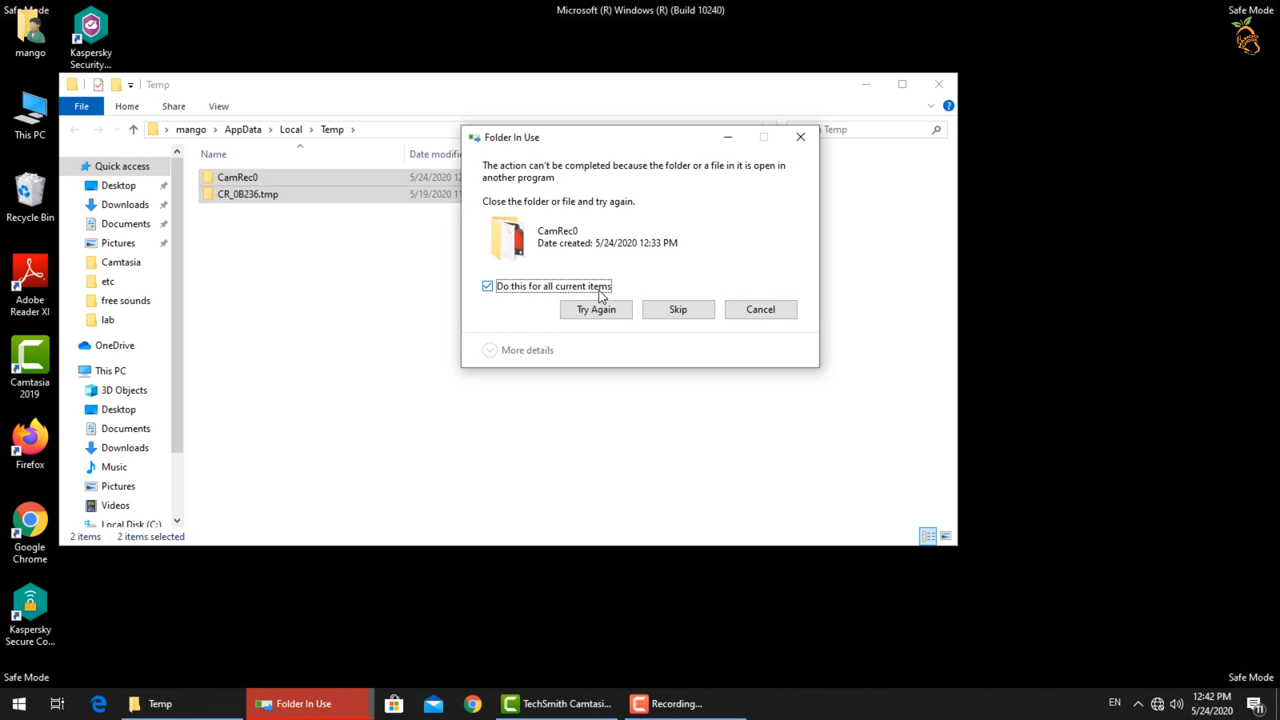 Safe Mode
Microsoft (R) Windows (R) (Build 10240)
Safe Mode
mango
Kaspersky
Security...
This PC
Recycle Bin
Adobe
Reader XI
Camtasia
2019
Firefox
Google
Chrome
Kaspersky
Secure Co...
Temp
File
Home
Share
View
mango
AppData
Local
Temp
Temp
Quick access
Desktop
Downloads
Documents
Pictures
Camtasia
etc
free sounds
lab
OneDrive
This PC
3D Objects
Desktop
Documents
Downloads
Music
Pictures
Videos
Local Disk (C:)
Name
Date modifi
CamRec0
5/24/2020 12
CR_0B236.tmp
5/19/2020 11
2 items
2 items selected
Folder In Use
The action can't be completed because the folder or a file in it is open in
another program
Close the folder or file and try again.
CamRec0
Date created: 5/24/2020 12:33 PM
Do this for all current items
Try Again
Skip
Cancel
More details
Safe Mode
Safe Mode
Temp
Folder In Use
TechSmith Camtasi...
Recording...
EN
12:42 PM
5/24/2020
11